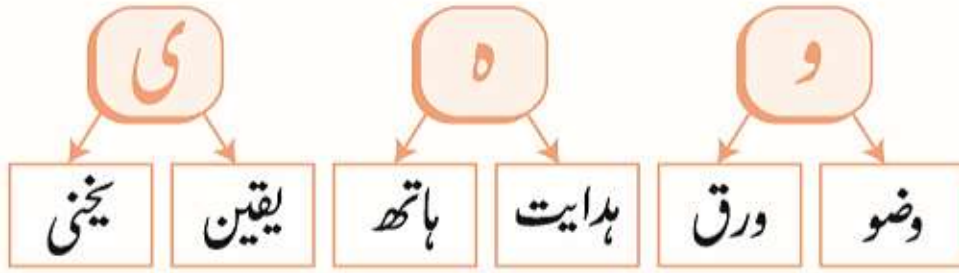 و ہ ی
وضو ورق ہدایت ہاتھ یقین یخنی